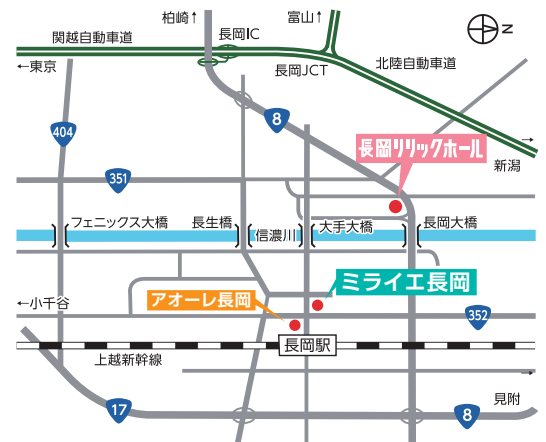 柏崎↑
富山↑
関越自動車道
長岡IC
N
←東京
長岡JCT
北陸自動車道
8
404
長岡リリックホール
→
新潟
351
フェニックス大橋
長生橋
信濃川
大手大橋
長岡大橋
ミライエ長岡
アオーレ長岡
←小千谷
352
長岡駅
上越新幹線
→
見附
17
8